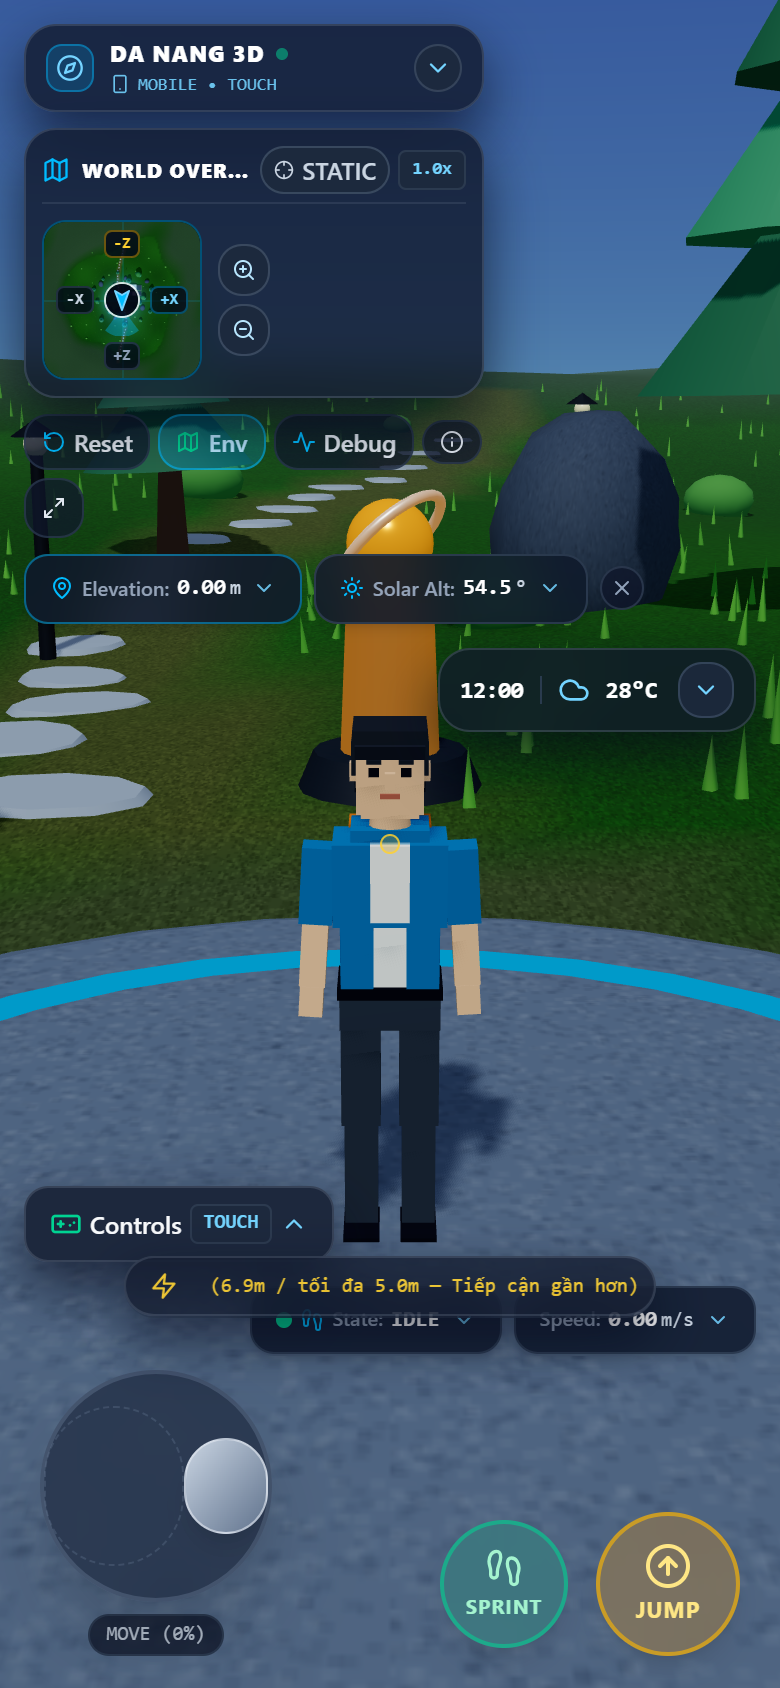 DA NANG 3D
MOBILE • TOUCH
WORLD OVER...
STATIC
1.0x
-Z
-X
+X
+Z
Reset
Env
Debug
Elevation: 0.00 m
Solar Alt: 54.5 °
12:00
28°C
Controls
TOUCH
(6.9m / tối đa 5.0m — Tiếp cận gần hơn)
State: IDLE
Speed: 0.00 m/s
MOVE (0%)
SPRINT
JUMP